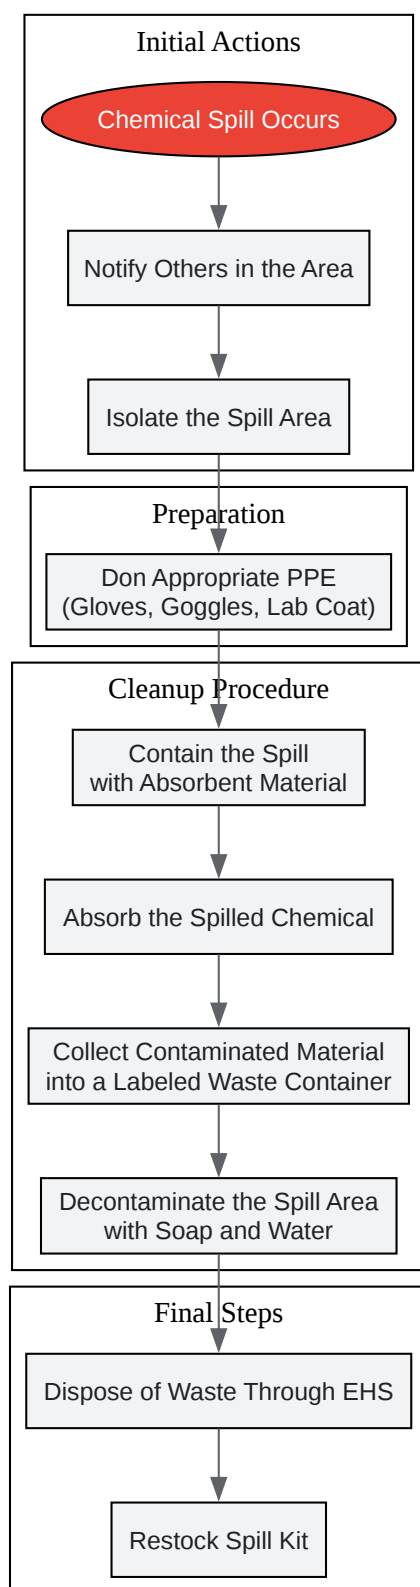 Initial Actions
Chemical Spill Occurs
Notify Others in the Area
Isolate the Spill Area
Preparation
Don Appropriate PPE
(Gloves, Goggles, Lab Coat)
Cleanup Procedure
Contain the Spill
with Absorbent Material
Absorb the Spilled Chemical
Collect Contaminated Material
into a Labeled Waste Container
Decontaminate the Spill Area
with Soap and Water
Final Steps
Dispose of Waste Through EHS
Restock Spill Kit